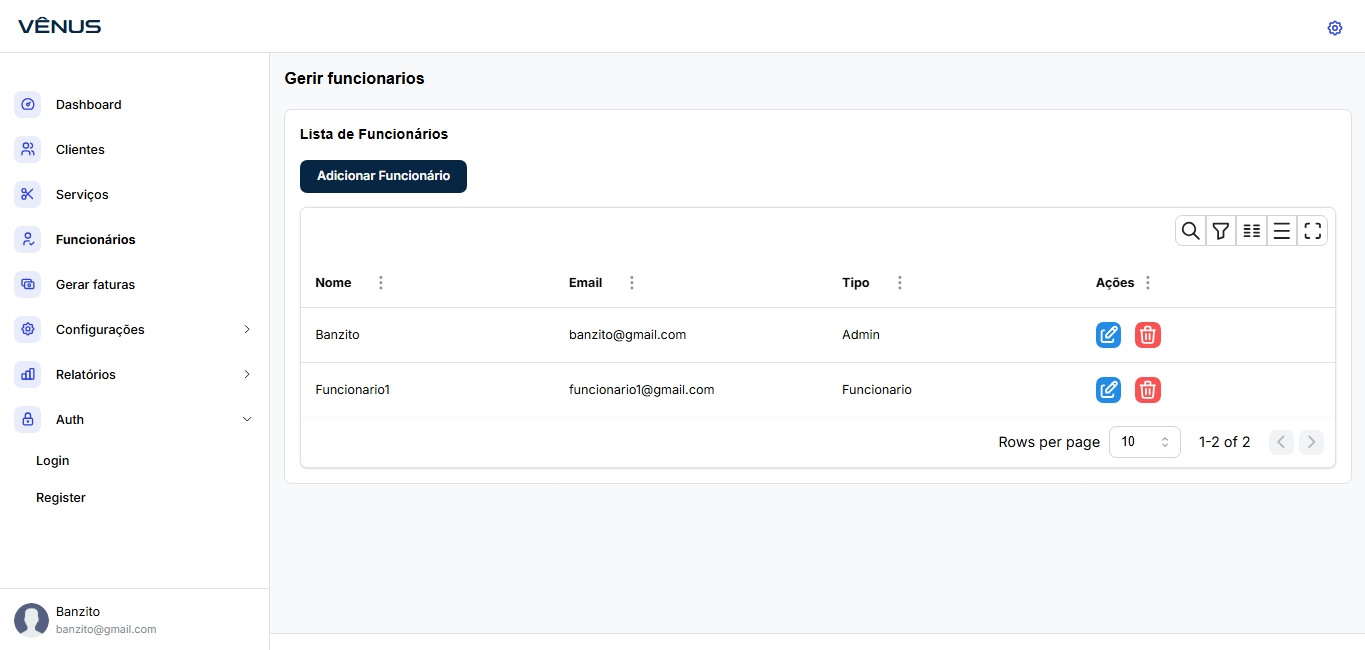 VÊNUS
Dashboard
Clientes
Serviços
Funcionários
Gerar faturas
Configurações
Relatórios
Auth
Login
Register
Banzito
banzito@gmail.com
Gerir funcionarios
Lista de Funcionários
Adicionar Funcionário
Nome Email Tipo Ações
Banzito banzito@gmail.com Admin
Funcionario1 funcionario1@gmail.com Funcionario
Rows per page 10 1-2 of 2